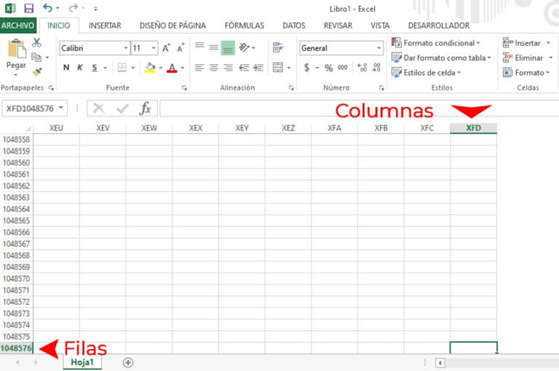 Libro1 - Excel
ARCHIVO INICIO INSERTAR DISEÑO DE PÁGINA FÓRMULAS DATOS REVISAR VISTA DESARROLLADOR
Pegar
Calibri 11 A A
N K S A
General
$ % 000
Formato condicional
Dar formato como tabla
Estilos de celda
Insertar
Eliminar
Formato
Portapapeles Fuente Alineación Número Estilos Celdas
XFD1048576 fx
Columnas
XEU XEV XEW XEX XEY XEZ XFA XFB XFC XFD
1048558
1048559
1048560
1048561
1048562
1048563
1048564
1048565
1048566
1048567
1048568
1048569
1048570
1048571
1048572
1048573
1048574
1048575
1048576
Filas
Hoja1